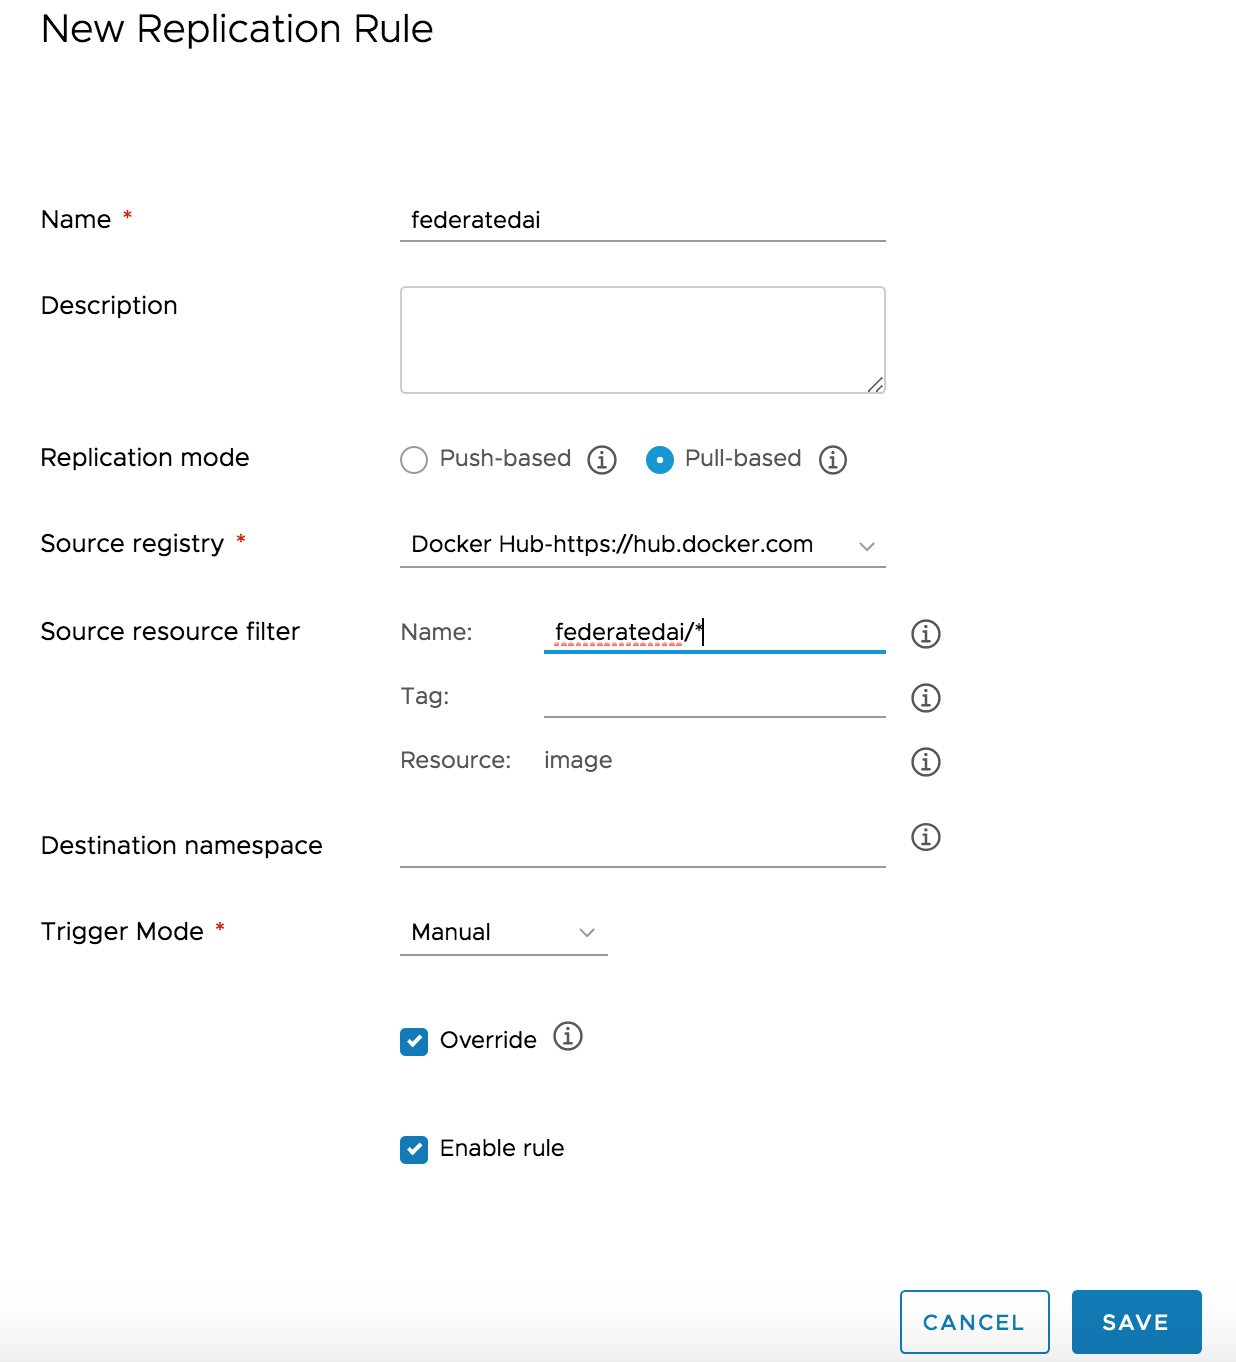 New Replication Rule
Name *
federatedai
Description
Replication mode
Push-based
Pull-based
Source registry *
Docker Hub-https://hub.docker.com
Source resource filter
Name:
federatedai/*
Tag:
Resource:
image
Destination namespace
Trigger Mode *
Manual
Override
Enable rule
CANCEL
SAVE